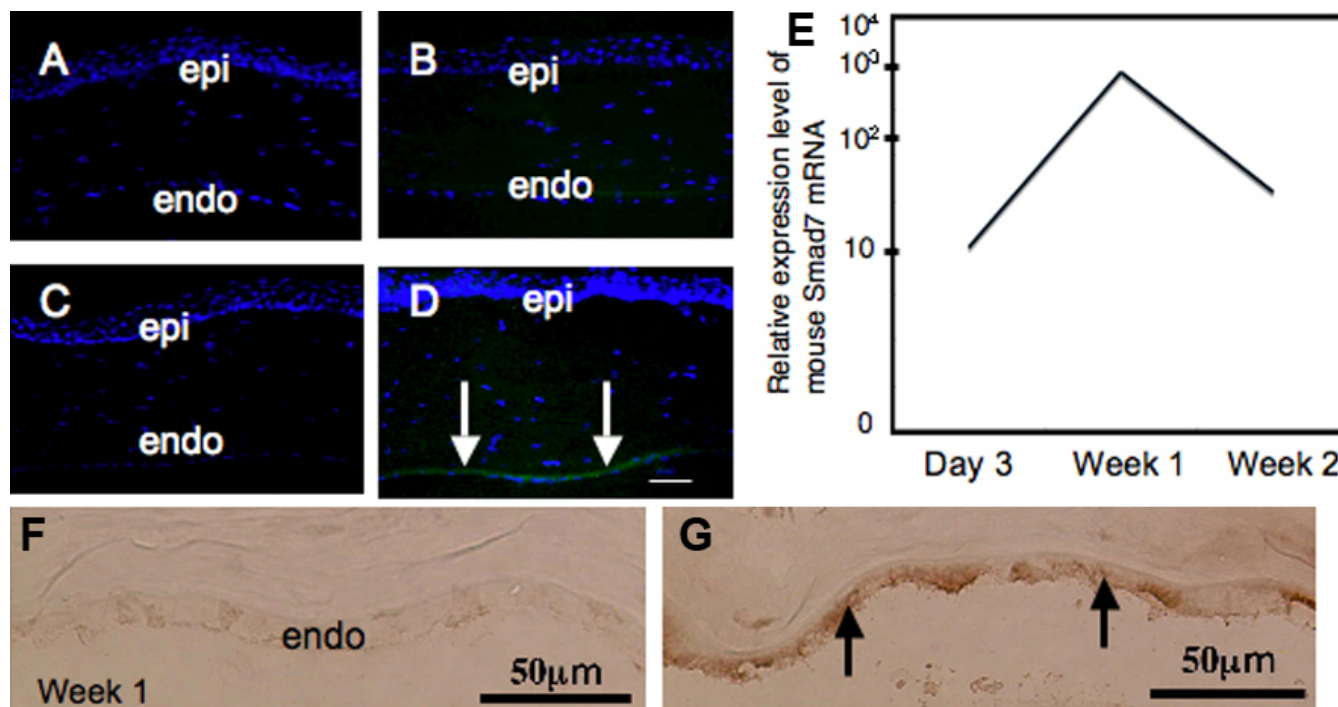 A
epi
endo
B
epi
endo
C
epi
endo
D
epi
E
Relative expression level of
mouse Smad7 mRNA
10⁴
10³
10²
10
0
Day 3
Week 1
Week 2
F
endo
Week 1
50µm
G
50µm